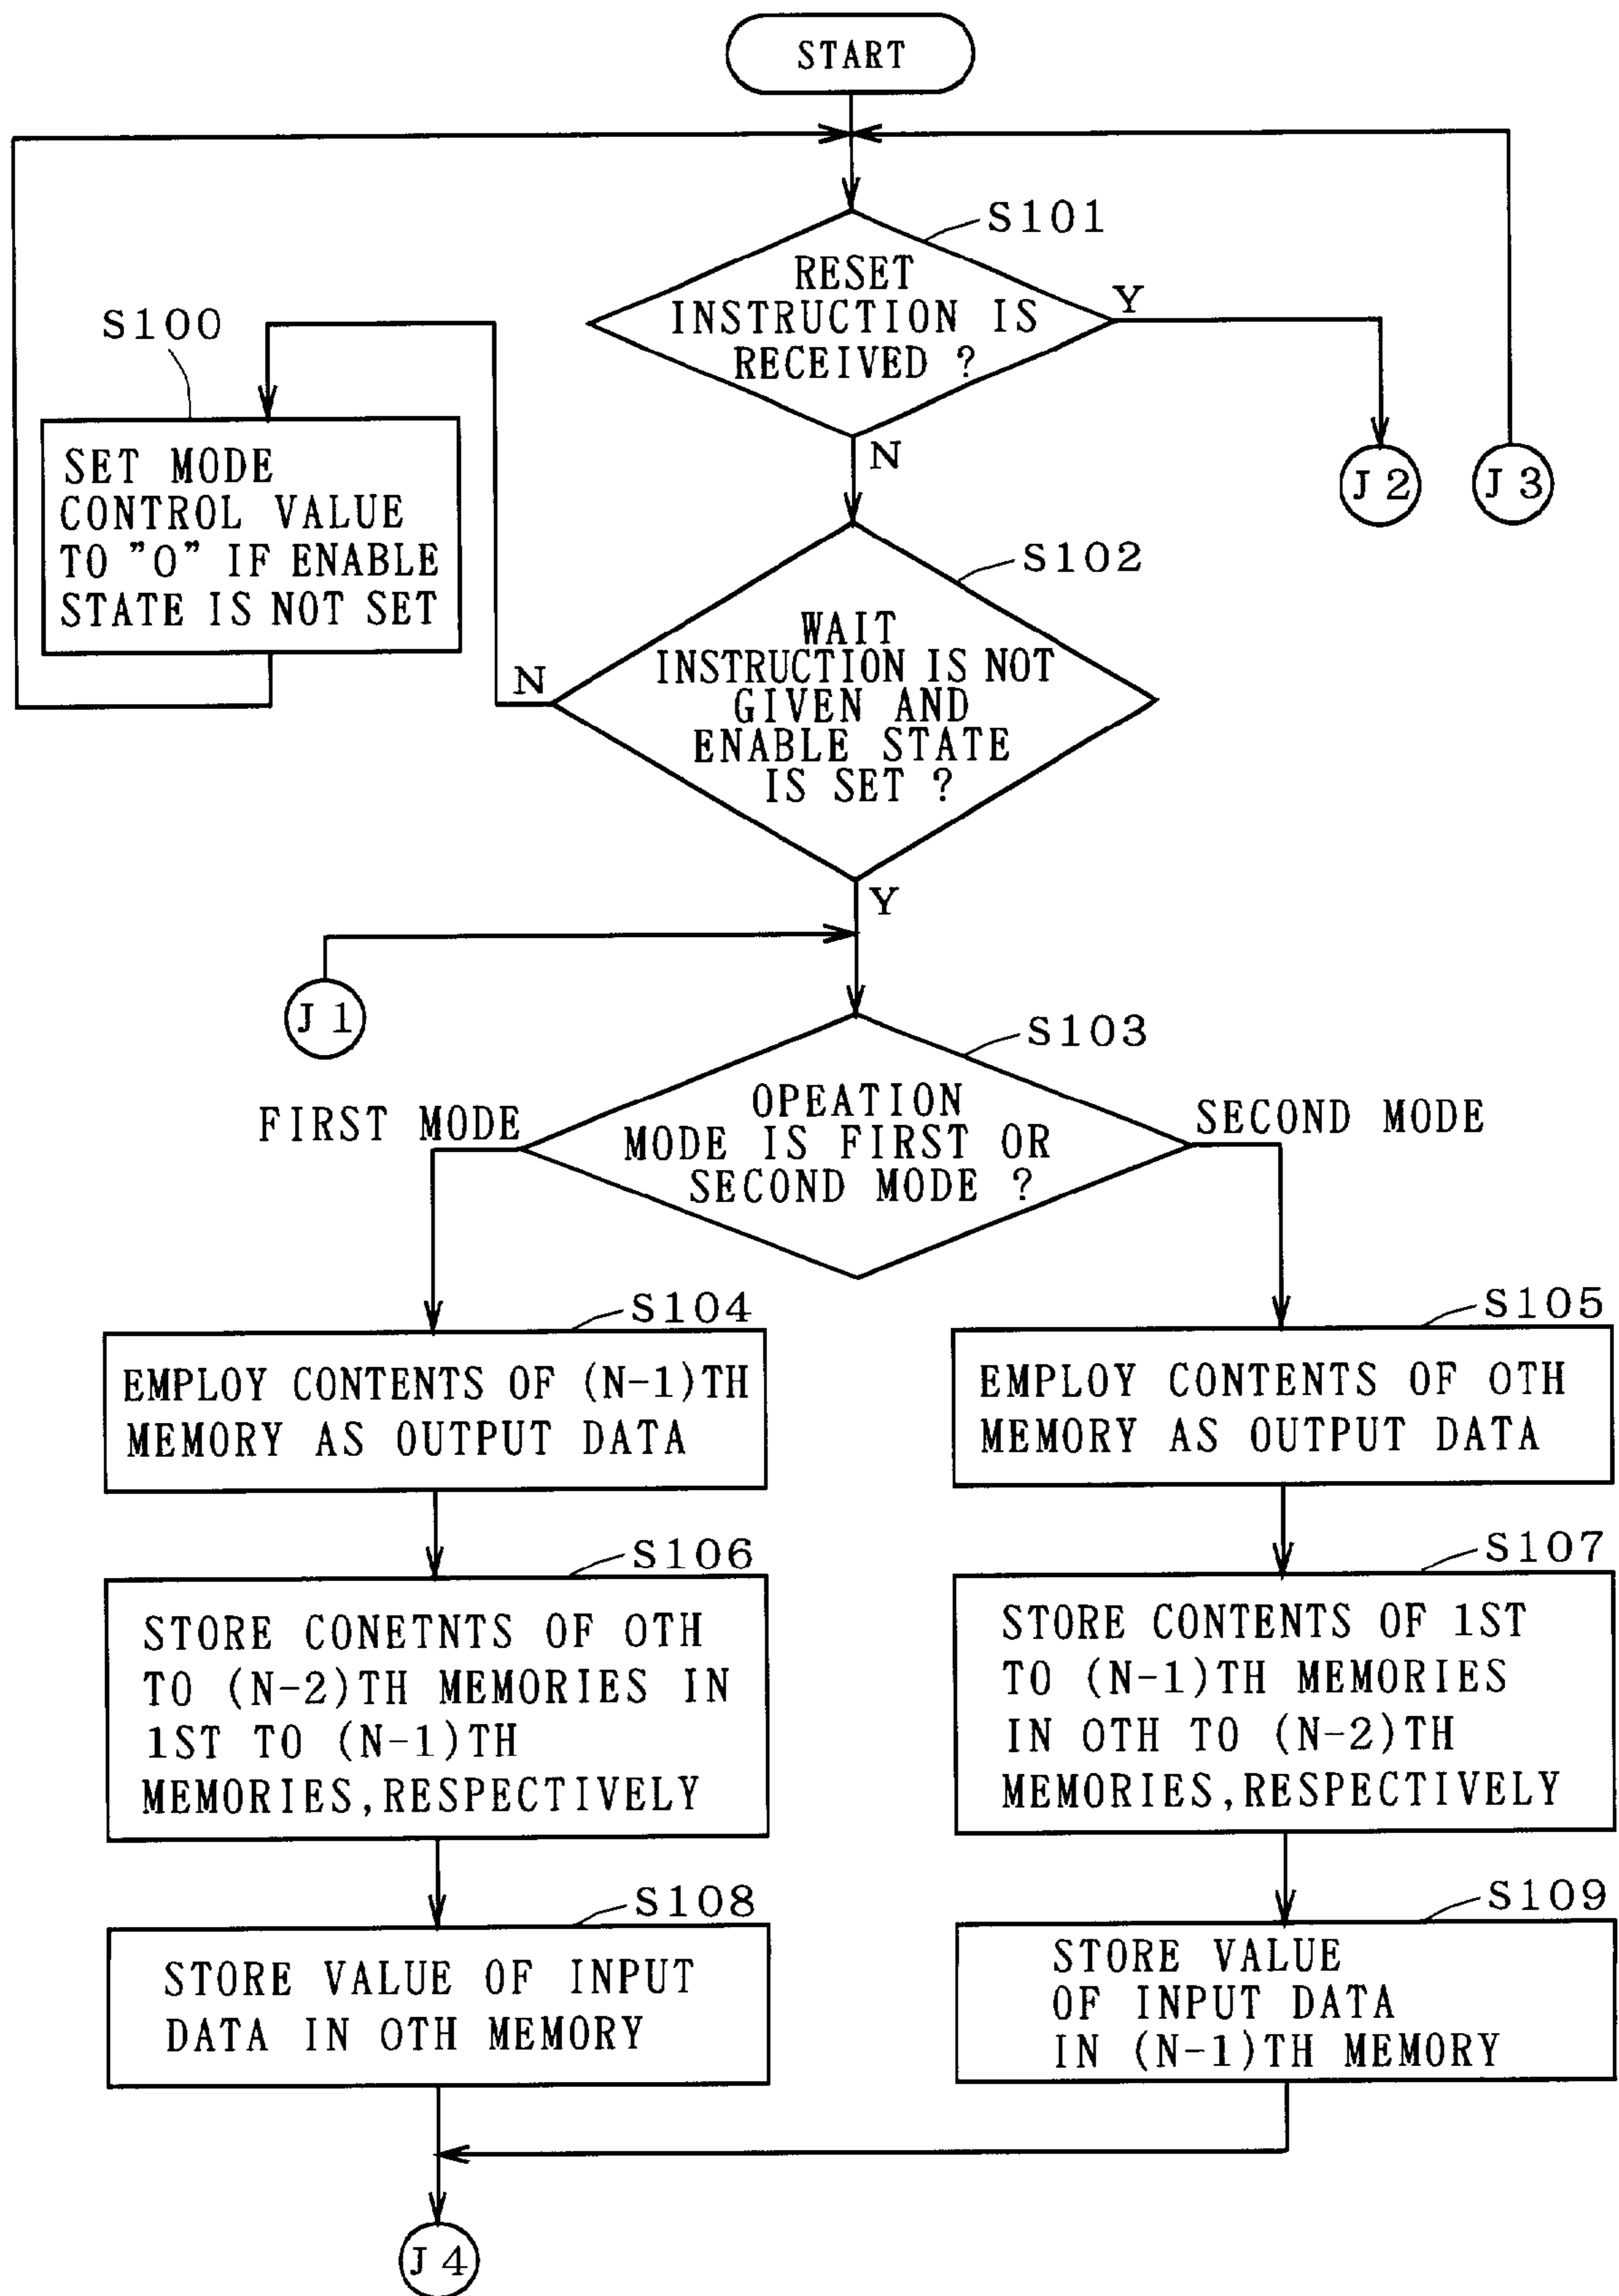 START
S101
RESET
INSTRUCTION IS
RECEIVED ?
Y
S100
N
J 2
J 3
SET MODE
CONTROL VALUE
TO "0" IF ENABLE
STATE IS NOT SET
S102
WAIT
INSTRUCTION IS NOT
GIVEN AND
ENABLE STATE
IS SET ?
N
Y
J 1
S103
FIRST MODE
OPEATION
MODE IS FIRST OR
SECOND MODE ?
SECOND MODE
S104
EMPLOY CONTENTS OF (N-1)TH
MEMORY AS OUTPUT DATA
S105
EMPLOY CONTENTS OF 0TH
MEMORY AS OUTPUT DATA
S106
STORE CONETNTS OF 0TH
TO (N-2)TH MEMORIES IN
1ST TO (N-1)TH
MEMORIES,RESPECTIVELY
S107
STORE CONTENTS OF 1ST
TO (N-1)TH MEMORIES
IN 0TH TO (N-2)TH
MEMORIES,RESPECTIVELY
S108
STORE VALUE OF INPUT
DATA IN 0TH MEMORY
S109
STORE VALUE
OF INPUT DATA
IN (N-1)TH MEMORY
J 4